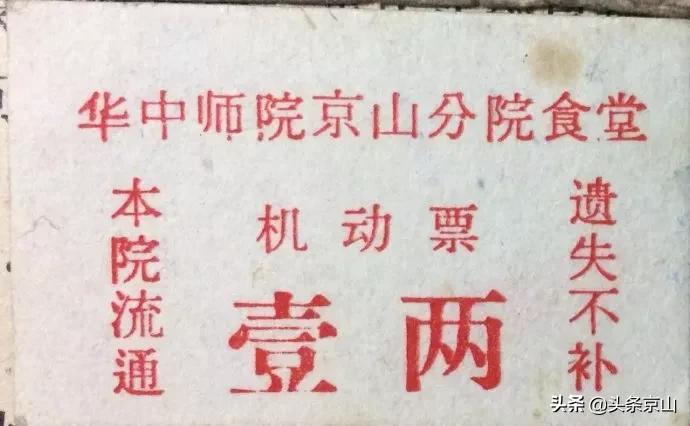 华中师院京山分院食堂
本院流通
机动票
壹两
遗失不补
头条 @头条京山